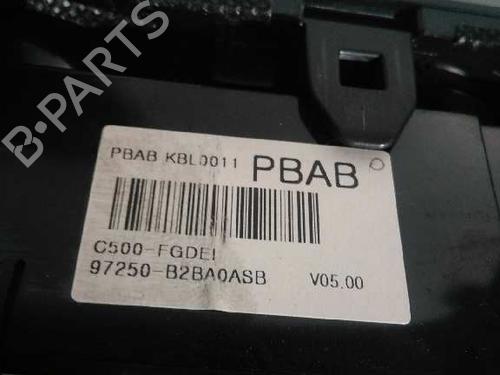 PBAB KBL0011 PBAB
C500-FGDEI
97250-B2BA0ASB V05.00
B-PARTS